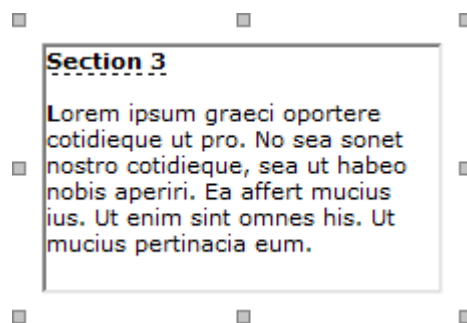 Section 3
Lorem ipsum graeci oportere
cotidieque ut pro. No sea sonet
nostro cotidieque, sea ut habeo
nobis aperiri. Ea affert mucius
ius. Ut enim sint omnes his. Ut
mucius pertinacia eum.